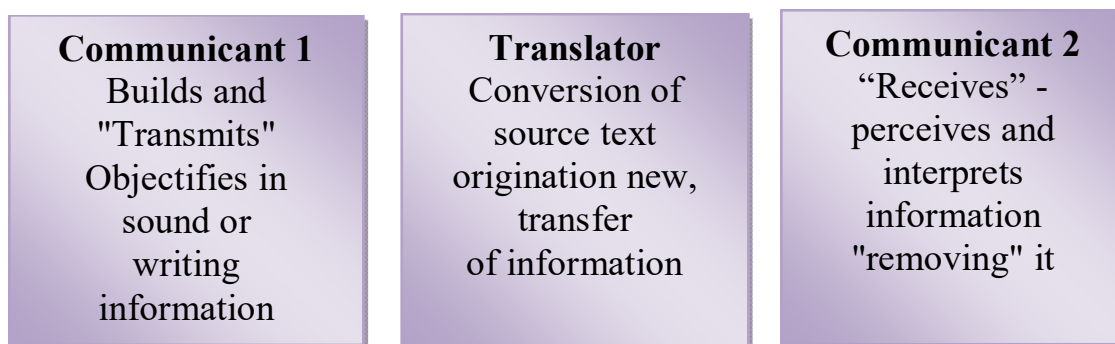 Communicant 1
Builds and
"Transmits"
Objectifies in
sound or
writing
information
Translator
Conversion of
source text
origination new,
transfer
of information
Communicant 2
“Receives” -
perceives and
interprets
information
"removing" it